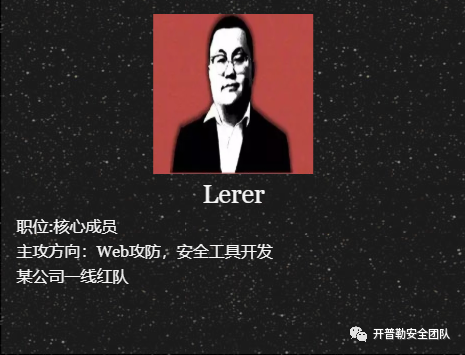 Lerer
职位:核心成员
主攻方向：Web攻防，安全工具开发
某公司一线红队
开普勒安全团队